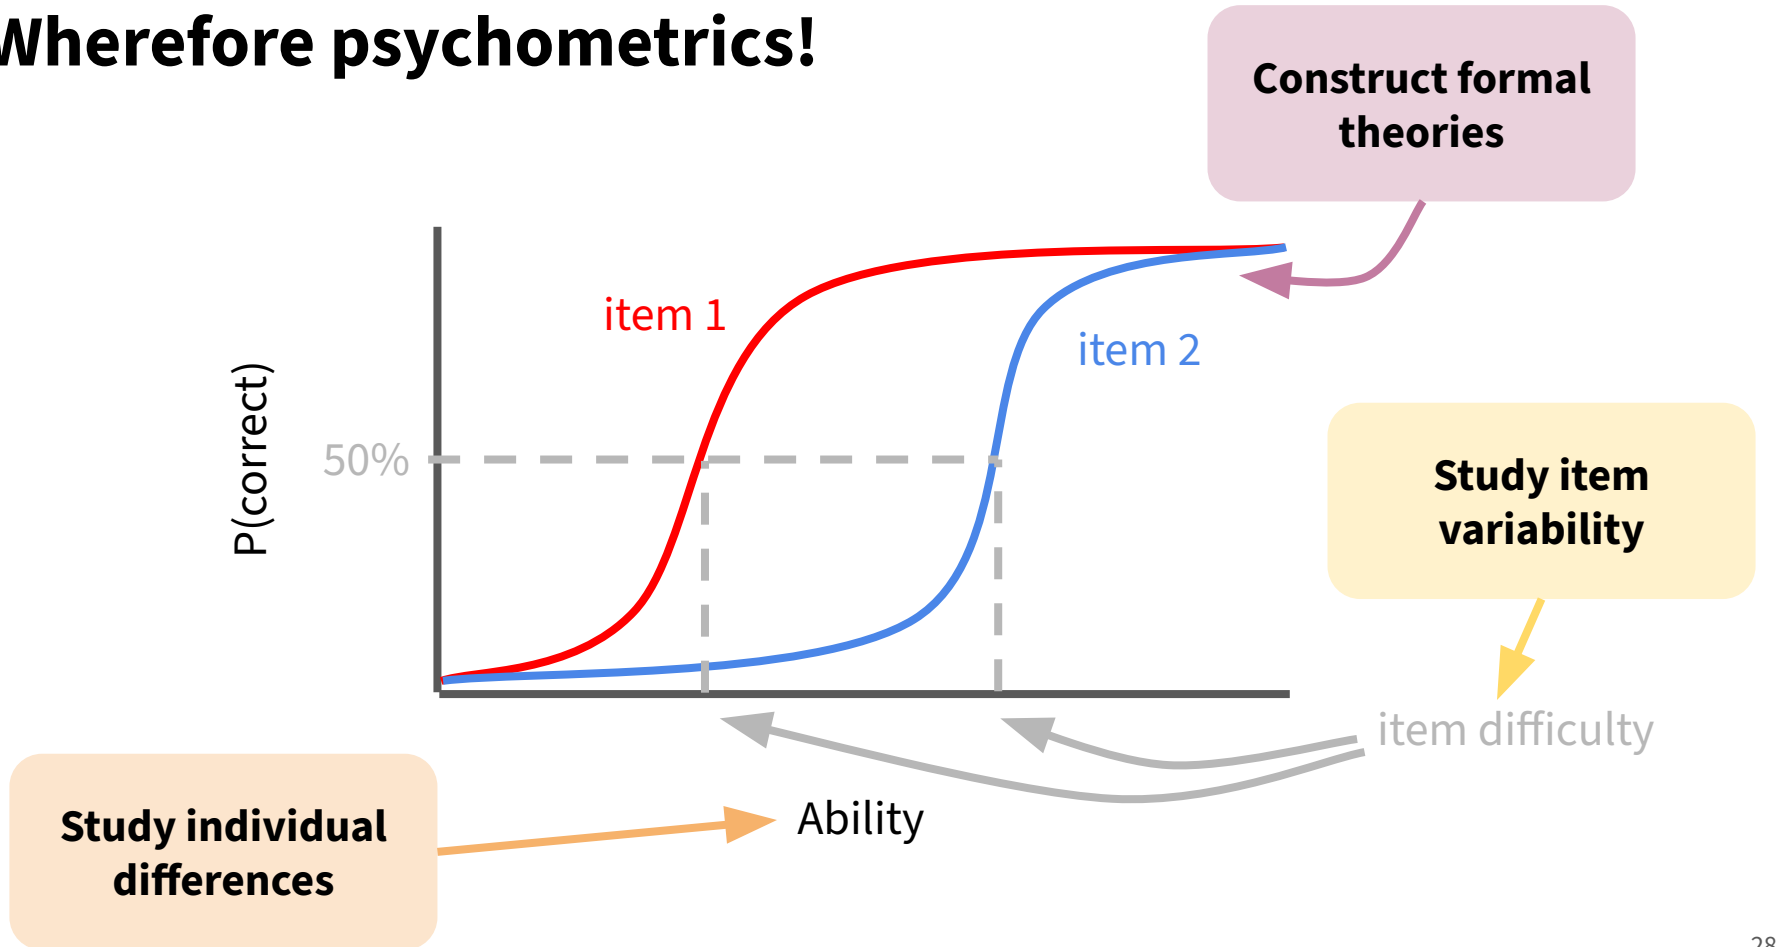 Wherefore psychometrics!
Construct formal
theories
item 1
item 2
P(correct)
50%
Study item
variability
item difficulty
Study individual
differences
Ability
28